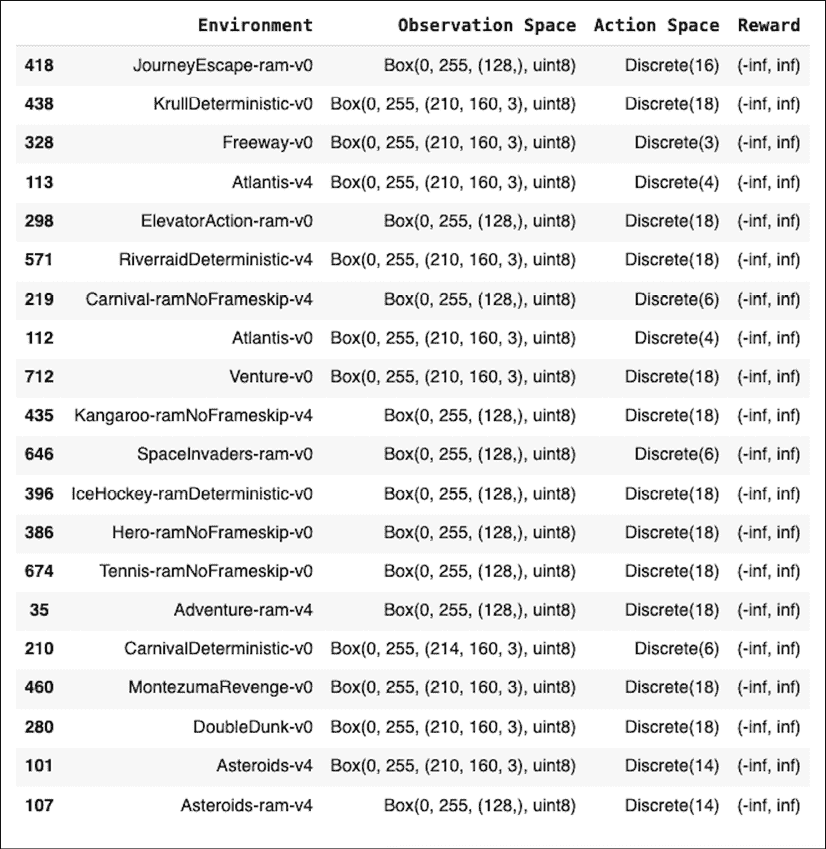 Environment Observation Space Action Space Reward
418 JourneyEscape-ram-v0 Box(0, 255, (128,), uint8) Discrete(16) (-inf, inf)
438 KrullDeterministic-v0 Box(0, 255, (210, 160, 3), uint8) Discrete(18) (-inf, inf)
328 Freeway-v0 Box(0, 255, (210, 160, 3), uint8) Discrete(3) (-inf, inf)
113 Atlantis-v4 Box(0, 255, (210, 160, 3), uint8) Discrete(4) (-inf, inf)
298 ElevatorAction-ram-v0 Box(0, 255, (128,), uint8) Discrete(18) (-inf, inf)
571 RiverraidDeterministic-v4 Box(0, 255, (210, 160, 3), uint8) Discrete(18) (-inf, inf)
219 Carnival-ramNoFrameskip-v4 Box(0, 255, (128,), uint8) Discrete(6) (-inf, inf)
112 Atlantis-v0 Box(0, 255, (210, 160, 3), uint8) Discrete(4) (-inf, inf)
712 Venture-v0 Box(0, 255, (210, 160, 3), uint8) Discrete(18) (-inf, inf)
435 Kangaroo-ramNoFrameskip-v4 Box(0, 255, (128,), uint8) Discrete(18) (-inf, inf)
646 SpaceInvaders-ram-v0 Box(0, 255, (128,), uint8) Discrete(6) (-inf, inf)
396 IceHockey-ramDeterministic-v0 Box(0, 255, (128,), uint8) Discrete(18) (-inf, inf)
386 Hero-ramNoFrameskip-v0 Box(0, 255, (128,), uint8) Discrete(18) (-inf, inf)
674 Tennis-ramNoFrameskip-v0 Box(0, 255, (128,), uint8) Discrete(18) (-inf, inf)
35 Adventure-ram-v4 Box(0, 255, (128,), uint8) Discrete(18) (-inf, inf)
210 CarnivalDeterministic-v0 Box(0, 255, (214, 160, 3), uint8) Discrete(6) (-inf, inf)
460 MontezumaRevenge-v0 Box(0, 255, (210, 160, 3), uint8) Discrete(18) (-inf, inf)
280 DoubleDunk-v0 Box(0, 255, (210, 160, 3), uint8) Discrete(18) (-inf, inf)
101 Asteroids-v4 Box(0, 255, (210, 160, 3), uint8) Discrete(14) (-inf, inf)
107 Asteroids-ram-v4 Box(0, 255, (128,), uint8) Discrete(14) (-inf, inf)